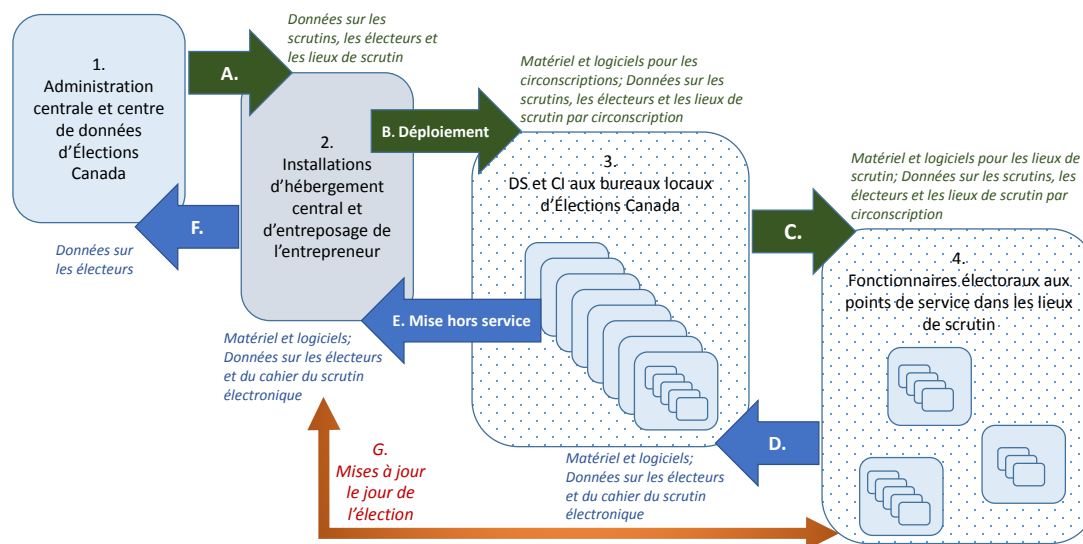 1.
Administration
centrale et centre
de données
d’Élections
Canada
A.
Données sur les
scrutins, les électeurs et
les lieux de scrutin
2.
Installations
d’hébergement
central et
d’entreposage de
l’entrepreneur
B. Déploiement
Matériel et logiciels pour les
circonscriptions; Données sur les
scrutins, les électeurs et les lieux de
scrutin par circonscription
3.
DS et CI aux bureaux locaux
d’Élections Canada
C.
Matériel et logiciels pour les lieux de
scrutin; Données sur les scrutins, les
électeurs et les lieux de scrutin par
circonscription
4.
Fonctionnaires électoraux aux
points de service dans les lieux
de scrutin
D.
Matériel et logiciels;
Données sur les électeurs
et du cahier du scrutin
électronique
E. Mise hors service
Matériel et logiciels;
Données sur les électeurs
et du cahier du scrutin
électronique
F.
Données sur
les électeurs
G.
Mises à jour
le jour de
l’élection